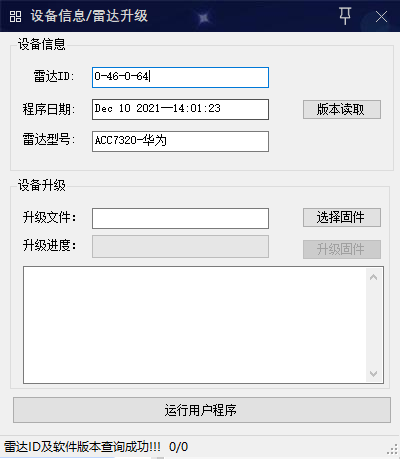 设备信息/雷达升级
设备信息
雷达ID: 0-46-0-64
程序日期: Dec 10 2021--14:01:23 版本读取
雷达型号: ACC7320-华为
设备升级
升级文件: 选择固件
升级进度: 升级固件
运行用户程序
雷达ID及软件版本查询成功!!! 0/0